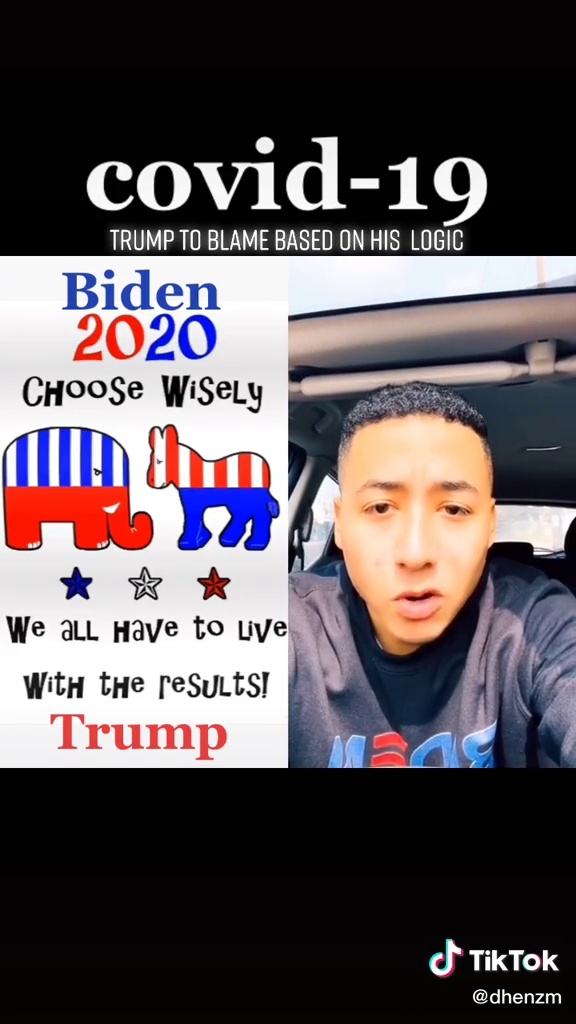 covid-19
TRUMP TO BLAME BASED ON HIS LOGIC
Biden
2020
CHOOSE WISELY
WE ALL HAVE TO LIVE
WITH THE RESULTS!
Trump
TikTok
@dhenzm